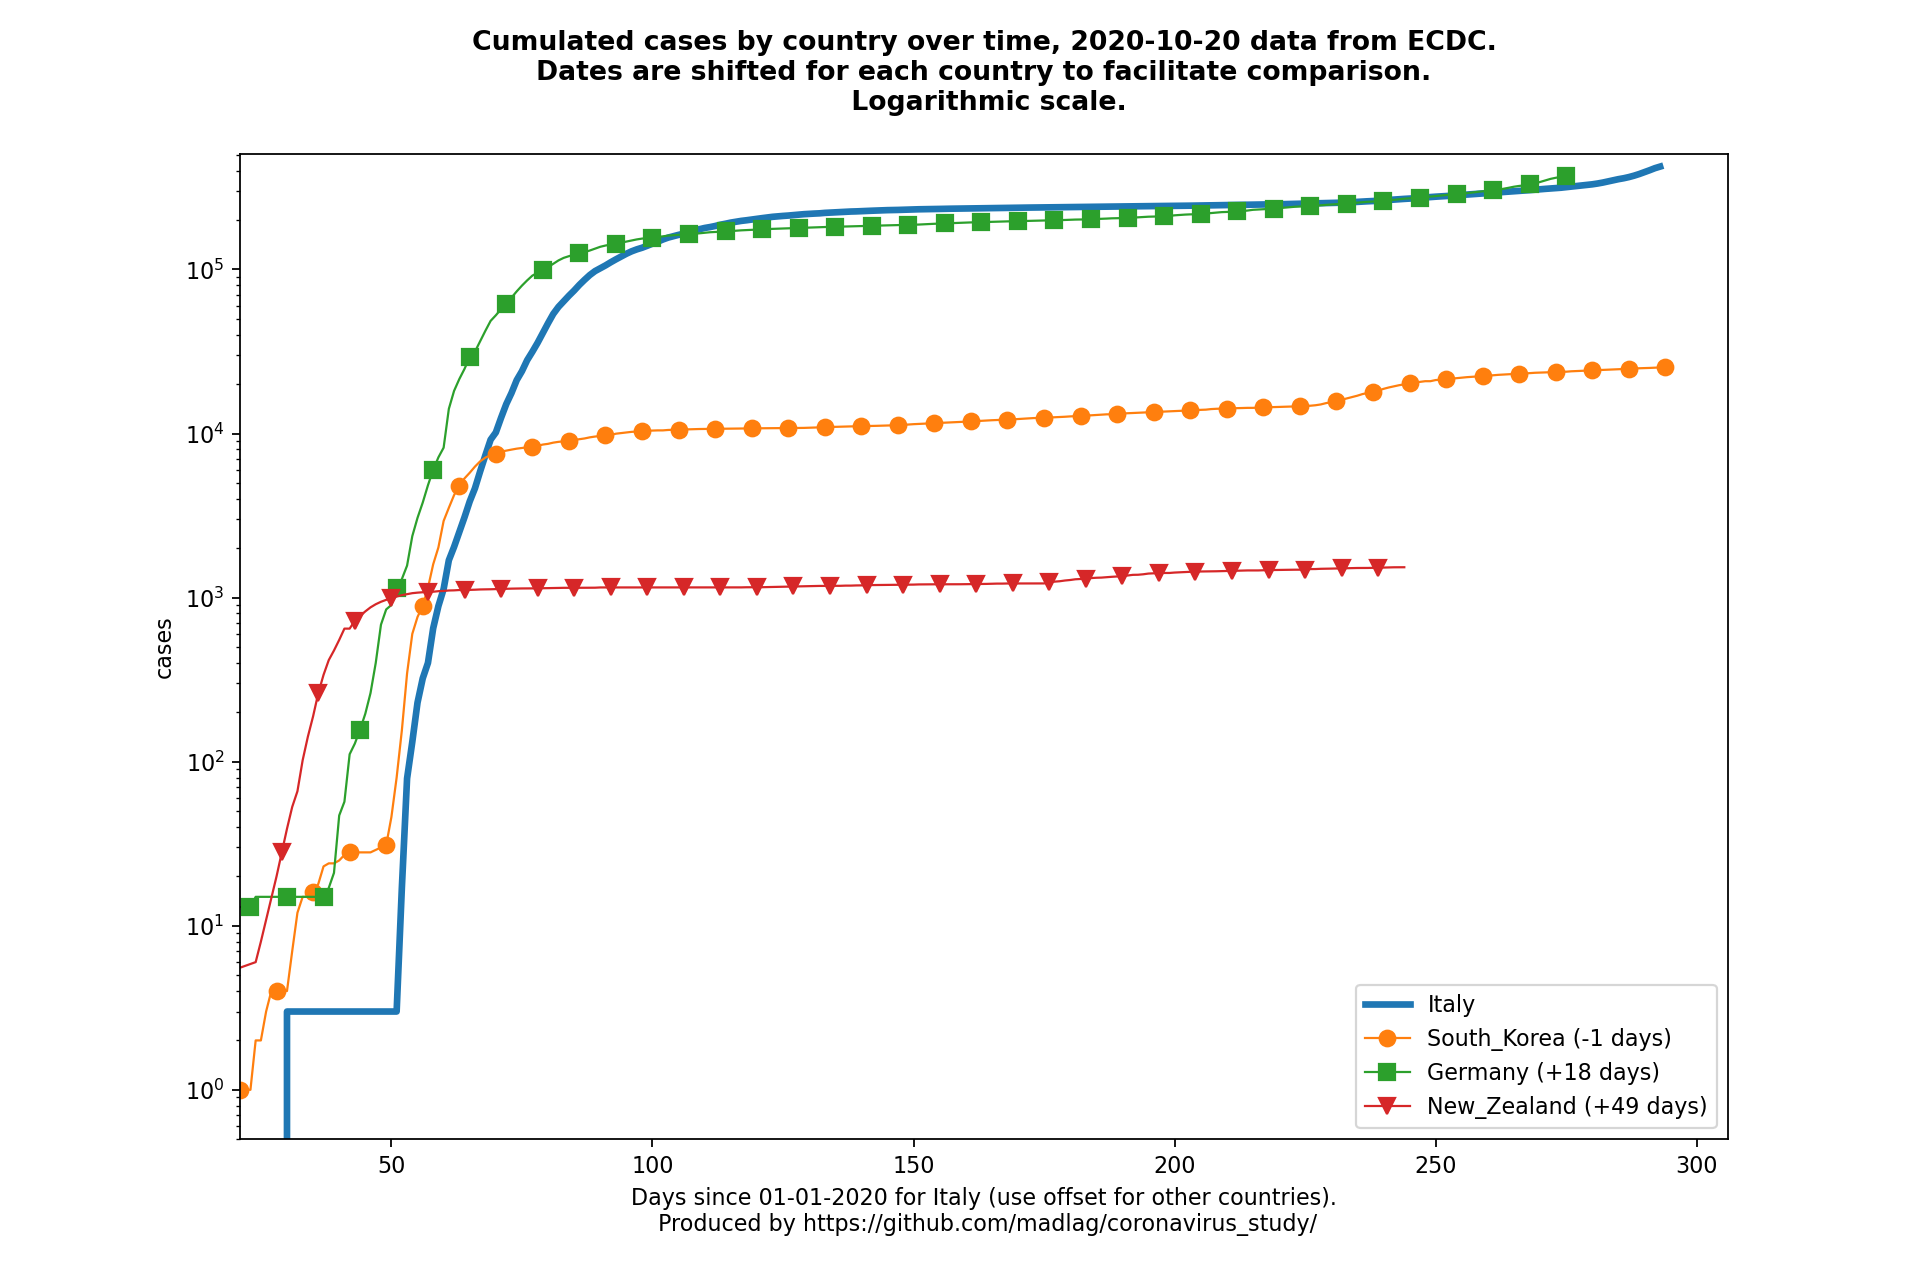 Cumulated cases by country over time, 2020-10-20 data from ECDC.
Dates are shifted for each country to facilitate comparison.
Logarithmic scale.
cases
10^5
10^4
10^3
10^2
10^1
10^0
50 100 150 200 250 300
Italy
South_Korea (-1 days)
Germany (+18 days)
New_Zealand (+49 days)
Days since 01-01-2020 for Italy (use offset for other countries).
Produced by https://github.com/madlag/coronavirus_study/